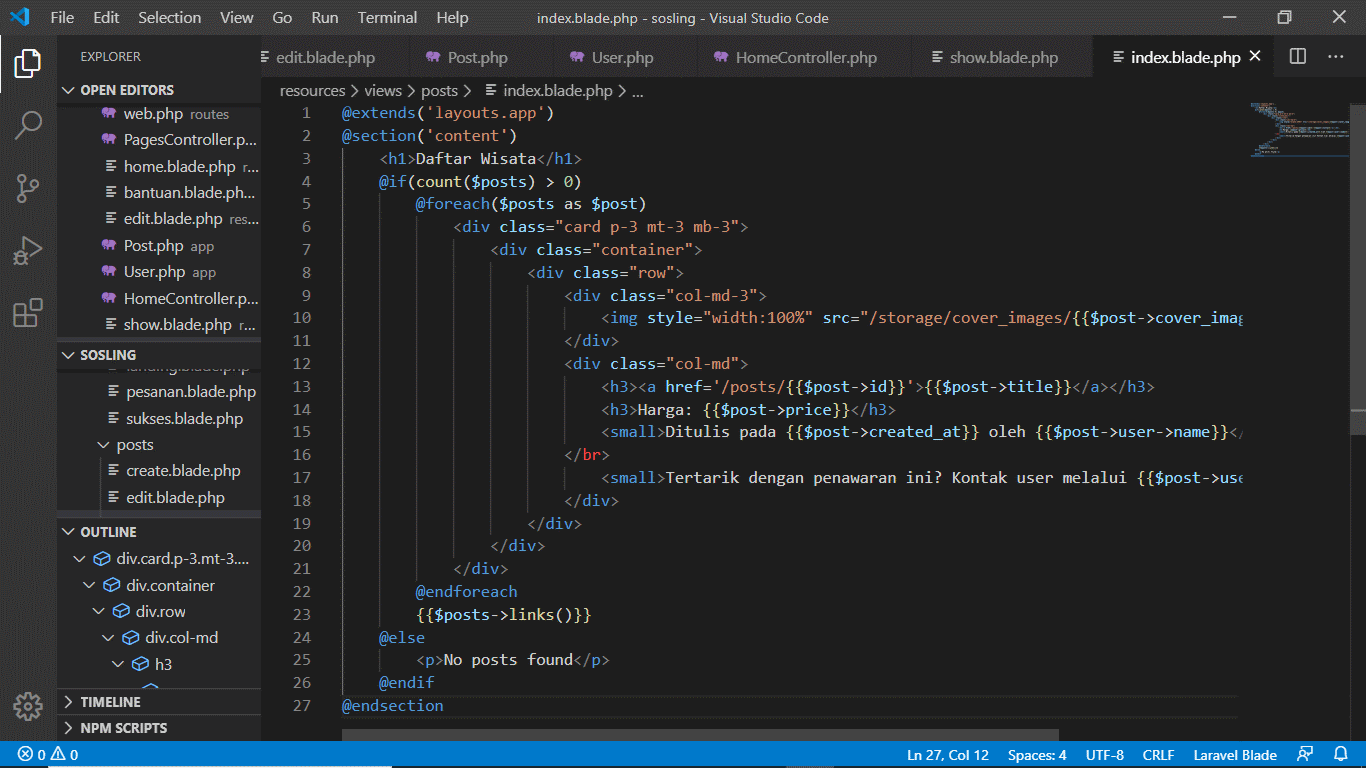 File Edit Selection View Go Run Terminal Help index.blade.php - sosling - Visual Studio Code
EXPLORER
OPEN EDITORS
web.php routes
PagesController.p...
home.blade.php r...
bantuan.blade.ph...
edit.blade.php res...
Post.php app
User.php app
HomeController.p...
show.blade.php r...
SOSLING
landing.blade.php
pesanan.blade.php
sukses.blade.php
posts
create.blade.php
edit.blade.php
OUTLINE
div.card.p-3.mt-3....
div.container
div.row
div.col-md
h3
TIMELINE
NPM SCRIPTS
edit.blade.php Post.php User.php HomeController.php show.blade.php index.blade.php
resources > views > posts > index.blade.php > ...
1 @extends('layouts.app')
2 @section('content')
3 <h1>Daftar Wisata</h1>
4 @if(count($posts) > 0)
5 @foreach($posts as $post)
6 <div class="card p-3 mt-3 mb-3">
7 <div class="container">
8 <div class="row">
9 <div class="col-md-3">
10 <img style="width:100%" src="/storage/cover_images/{{$post->cover_imag
11 </div>
12 <div class="col-md">
13 <h3><a href='/posts/{{$post->id}}'>{{$post->title}}</a></h3>
14 <h3>Harga: {{$post->price}}</h3>
15 <small>Ditulis pada {{$post->created_at}} oleh {{$post->user->name}}</
16 </br>
17 <small>Tertarik dengan penawaran ini? Kontak user melalui {{$post->use
18 </div>
19 </div>
20 </div>
21 </div>
22 @endforeach
23 {{$posts->links()}}
24 @else
25 <p>No posts found</p>
26 @endif
27 @endsection
0 0 Ln 27, Col 12 Spaces: 4 UTF-8 CRLF Laravel Blade